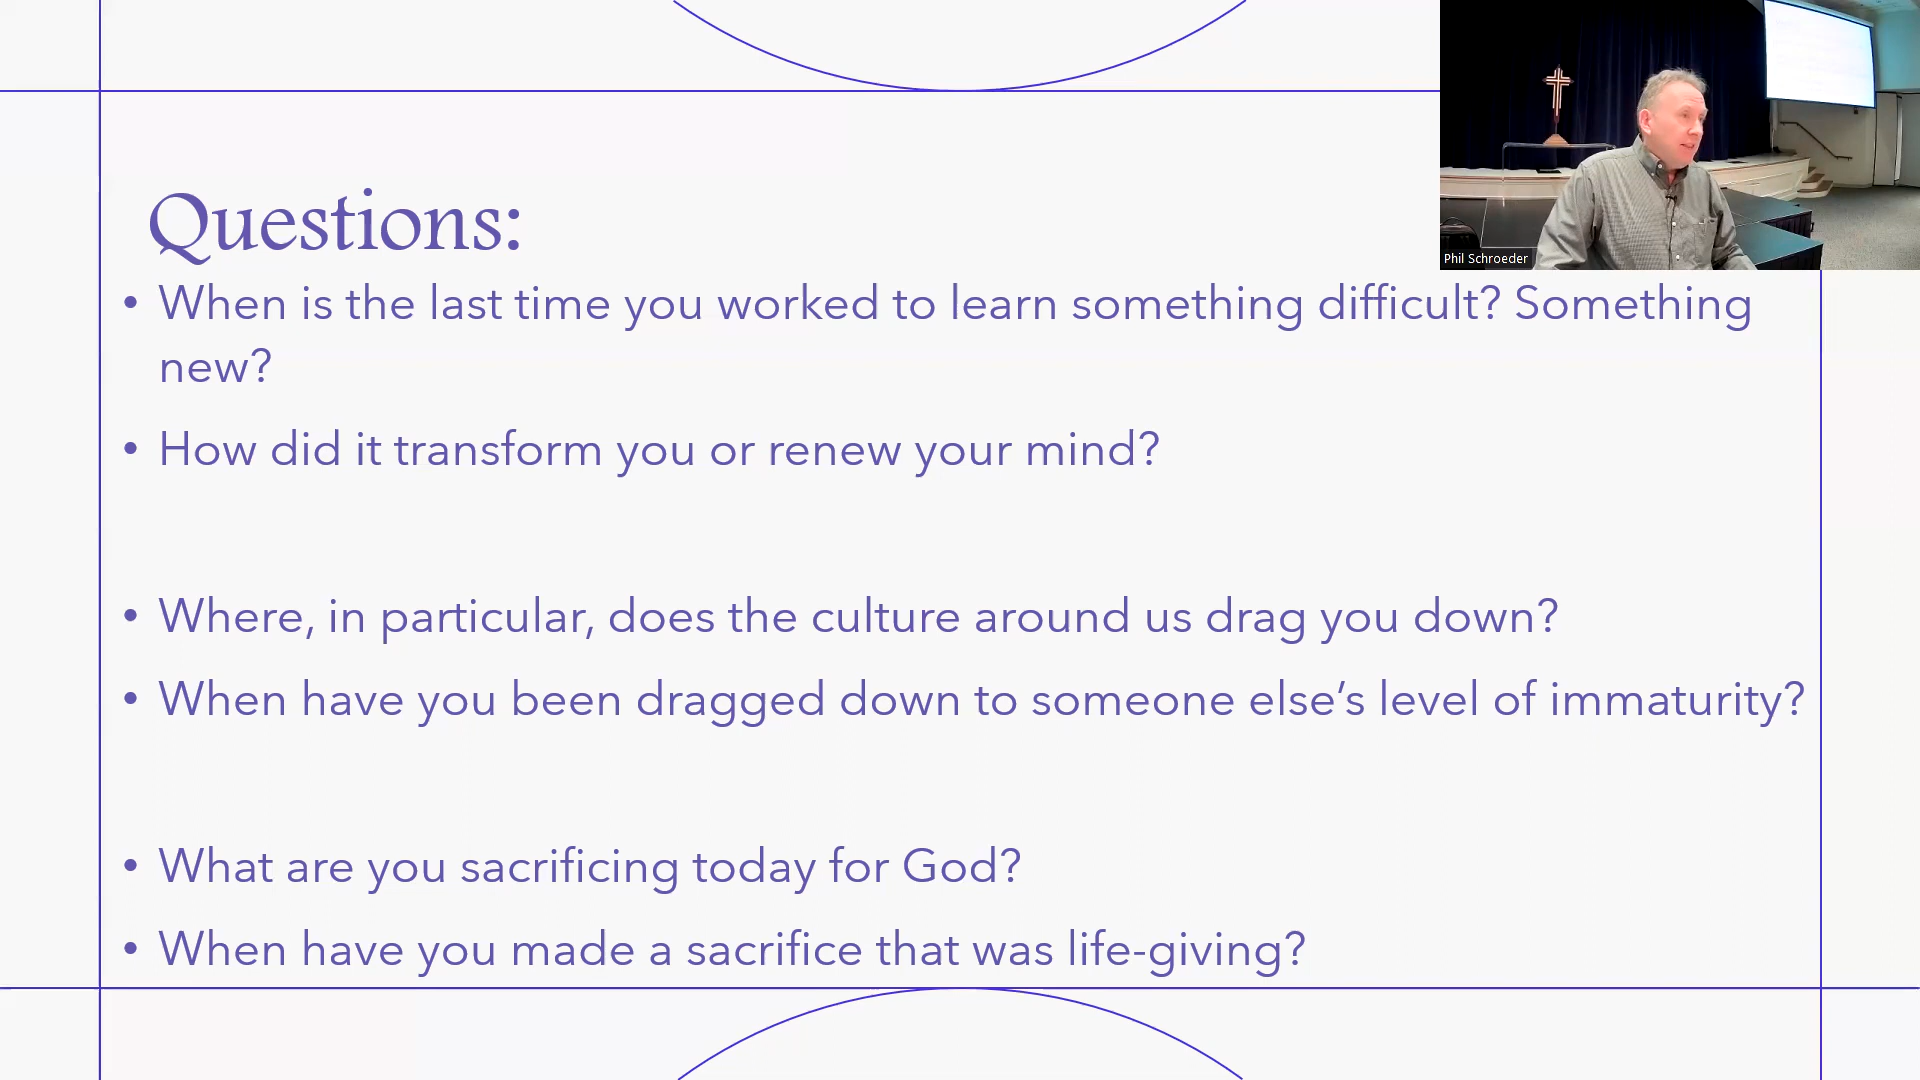 Questions:
• When is the last time you worked to learn something difficult? Something
new?
• How did it transform you or renew your mind?
• Where, in particular, does the culture around us drag you down?
• When have you been dragged down to someone else’s level of immaturity?
• What are you sacrificing today for God?
• When have you made a sacrifice that was life-giving?
Phil Schroeder